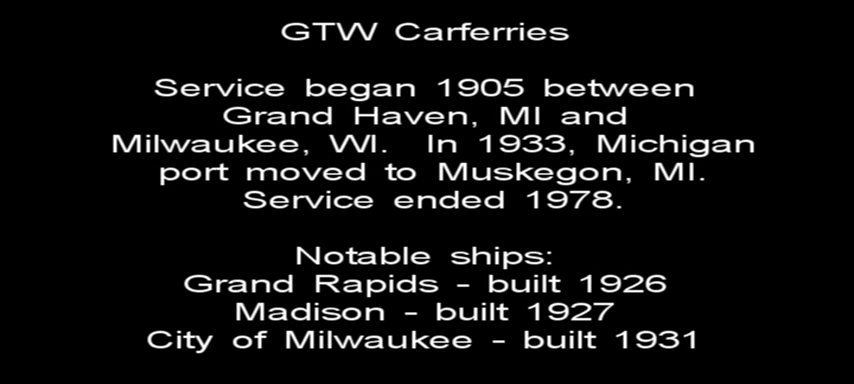 GTW Carferries
Service began 1905 between
Grand Haven, MI and
Milwaukee, WI. In 1933, Michigan
port moved to Muskegon, MI.
Service ended 1978.
Notable ships:
Grand Rapids - built 1926
Madison - built 1927
City of Milwaukee - built 1931